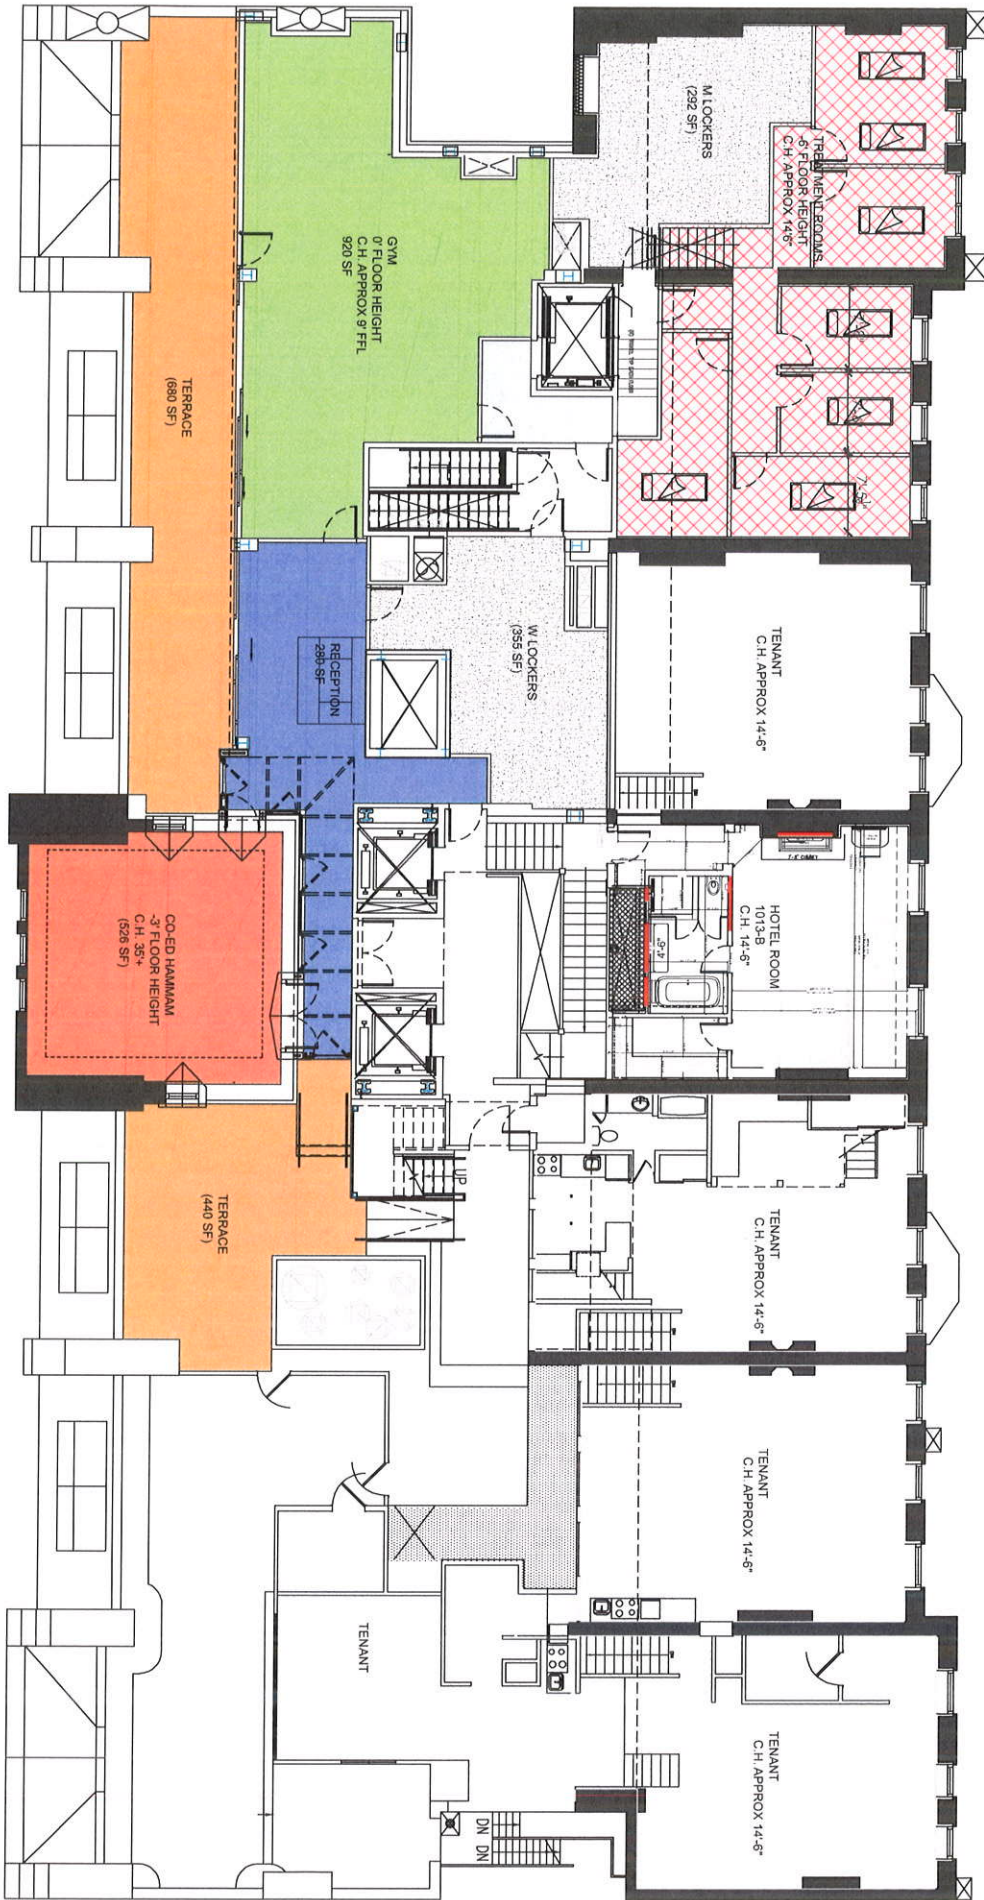 M LOCKERS
(292 SF)
TREATMENT ROOMS
-6' FLOOR HEIGHT
C.H. APPROX 14'6"
GYM
0' FLOOR HEIGHT
C.H. APPROX 9' FFL
920 SF
TERRACE
(680 SF)
RECEPTION
280 SF
W LOCKERS
(355 SF)
TENANT
C.H. APPROX 14'-6"
HOTEL ROOM
1013-B
C.H. 14'-6"
CO-ED HAMMAM
-3' FLOOR HEIGHT
C.H. 35'+
(526 SF)
UP
TERRACE
(440 SF)
TENANT
C.H. APPROX 14'-6"
TENANT
C.H. APPROX 14'-6"
TENANT
TENANT
C.H. APPROX 14'-6"
DN DN